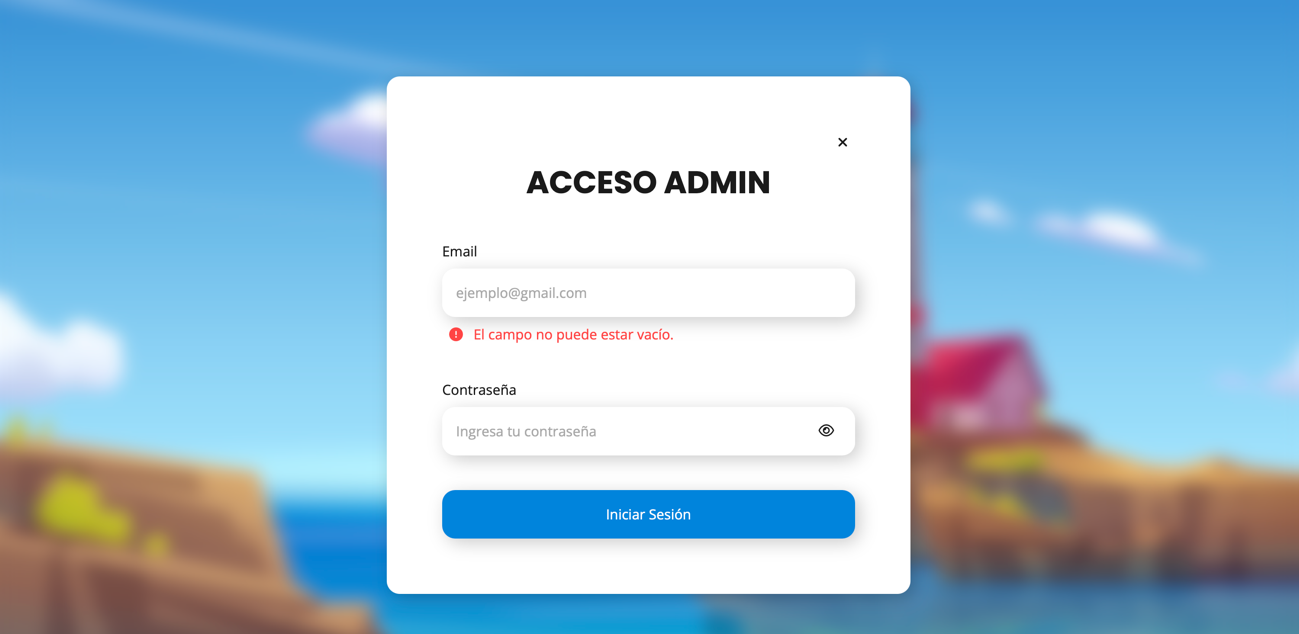 ACCESO ADMIN
Email
ejemplo@gmail.com
El campo no puede estar vacío.
Contraseña
Ingresa tu contraseña
Iniciar Sesión